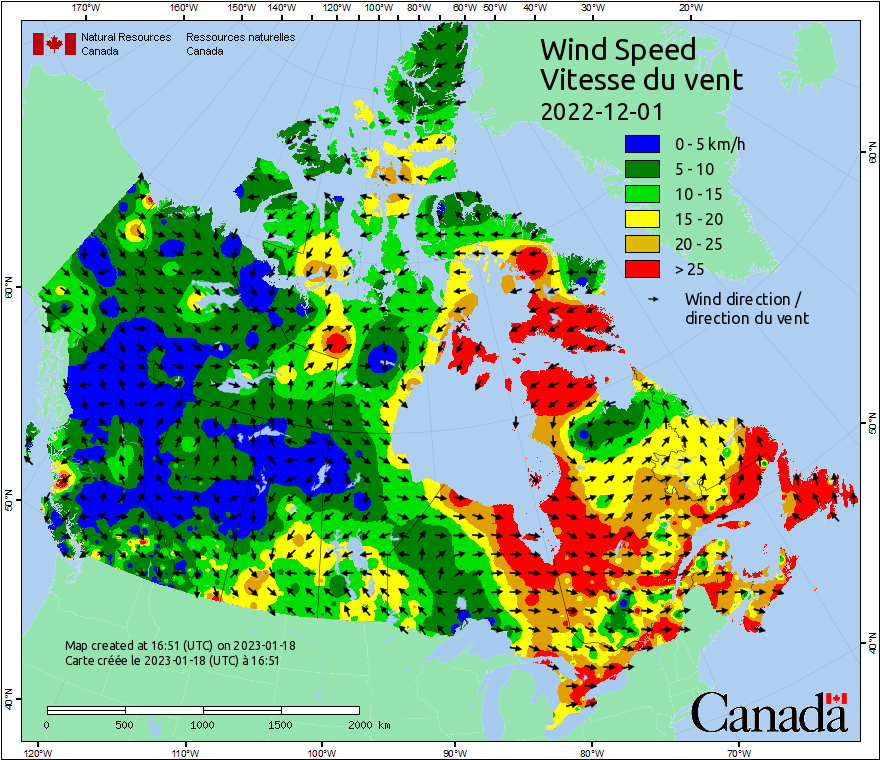 170°W 160°W 150°W 140°W 130°W 120°W 110°W 100°W 90°W 80°W 70°W 60°W 50°W 40°W 30°W 20°W
Natural Resources Ressources naturelles
Canada Canada
Wind Speed
Vitesse du vent
2022-12-01
0 - 5 km/h
5 - 10
10 - 15
15 - 20
20 - 25
> 25
Wind direction /
direction du vent
60°N
60°N
50°N
50°N
40°N
40°N
Map created at 16:51 (UTC) on 2023-01-18
Carte créée le 2023-01-18 (UTC) à 16:51
0 500 1000 1500 2000 km
Canada
120°W 110°W 100°W 90°W 80°W 70°W